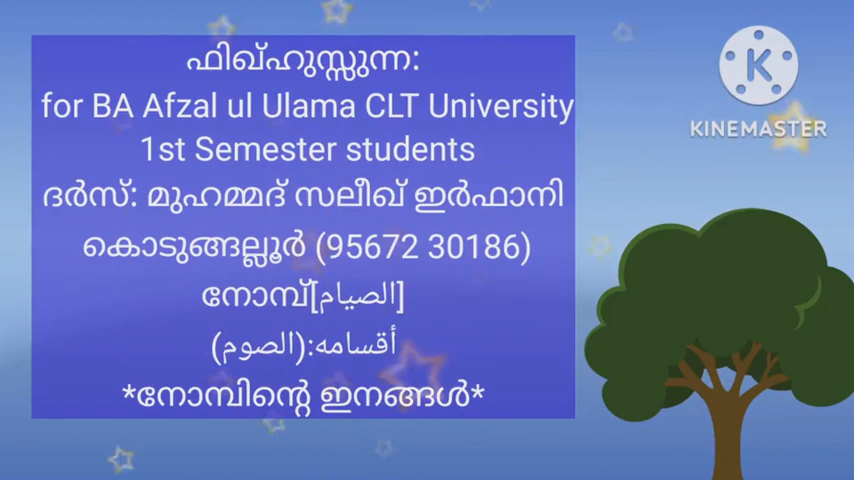 ഫിഖ്ഹുസ്സുന്ന:
for BA Afzal ul Ulama CLT University
1st Semester students
ദർസ്: മുഹമ്മദ് സലീഖ് ഇർഫാനി
കൊടുങ്ങല്ലൂർ (95672 30186)
നോമ്പ്[الصيام]
أقسامه:(الصوم)
*നോമ്പിന്റെ ഇനങ്ങൾ*
K
KINEMASTER